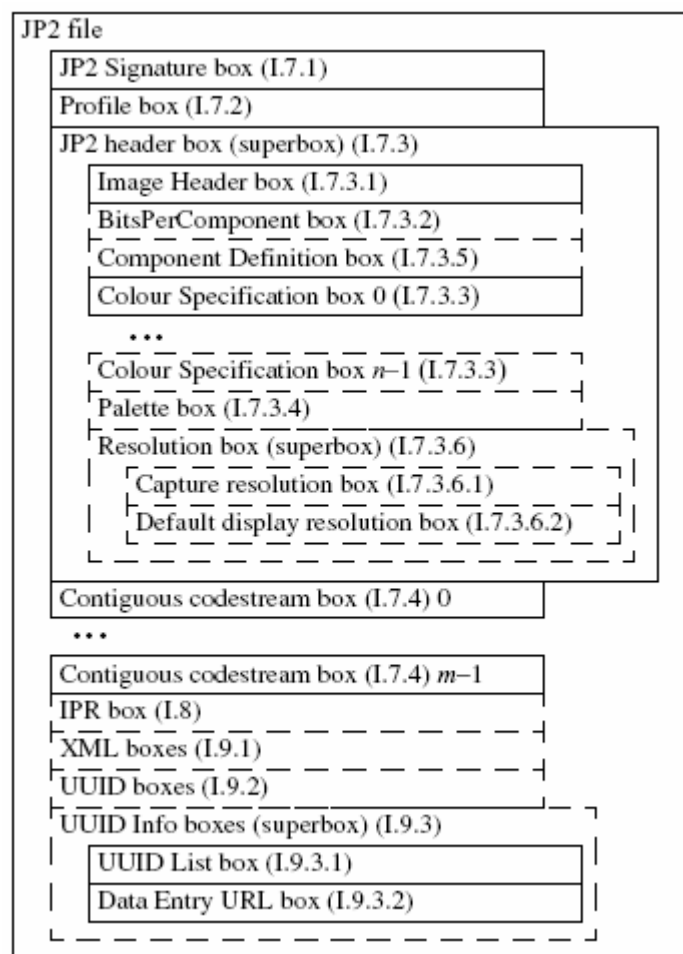 JP2 file
JP2 Signature box (I.7.1)
Profile box (I.7.2)
JP2 header box (superbox) (I.7.3)
Image Header box (I.7.3.1)
BitsPerComponent box (I.7.3.2)
Component Definition box (I.7.3.5)
Colour Specification box 0 (I.7.3.3)
...
Colour Specification box n–1 (I.7.3.3)
Palette box (I.7.3.4)
Resolution box (superbox) (I.7.3.6)
Capture resolution box (I.7.3.6.1)
Default display resolution box (I.7.3.6.2)
Contiguous codestream box (I.7.4) 0
...
Contiguous codestream box (I.7.4) m–1
IPR box (I.8)
XML boxes (I.9.1)
UUID boxes (I.9.2)
UUID Info boxes (superbox) (I.9.3)
UUID List box (I.9.3.1)
Data Entry URL box (I.9.3.2)